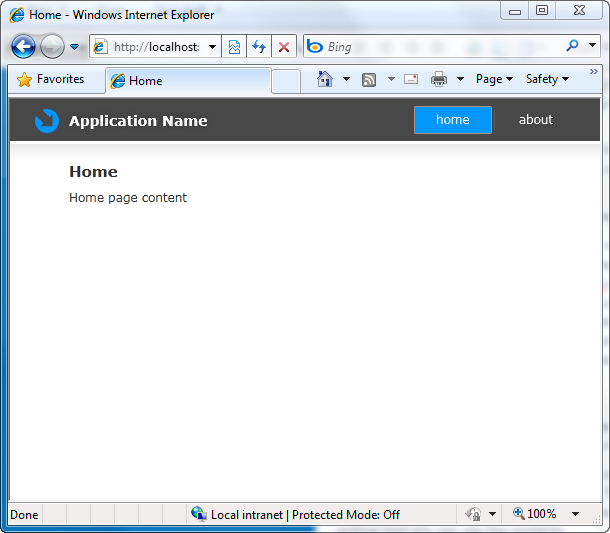 Home - Windows Internet Explorer
http://localhost: Bing
Favorites Home Page Safety »
Application Name home about
Home
Home page content
Done Local intranet | Protected Mode: Off 100%